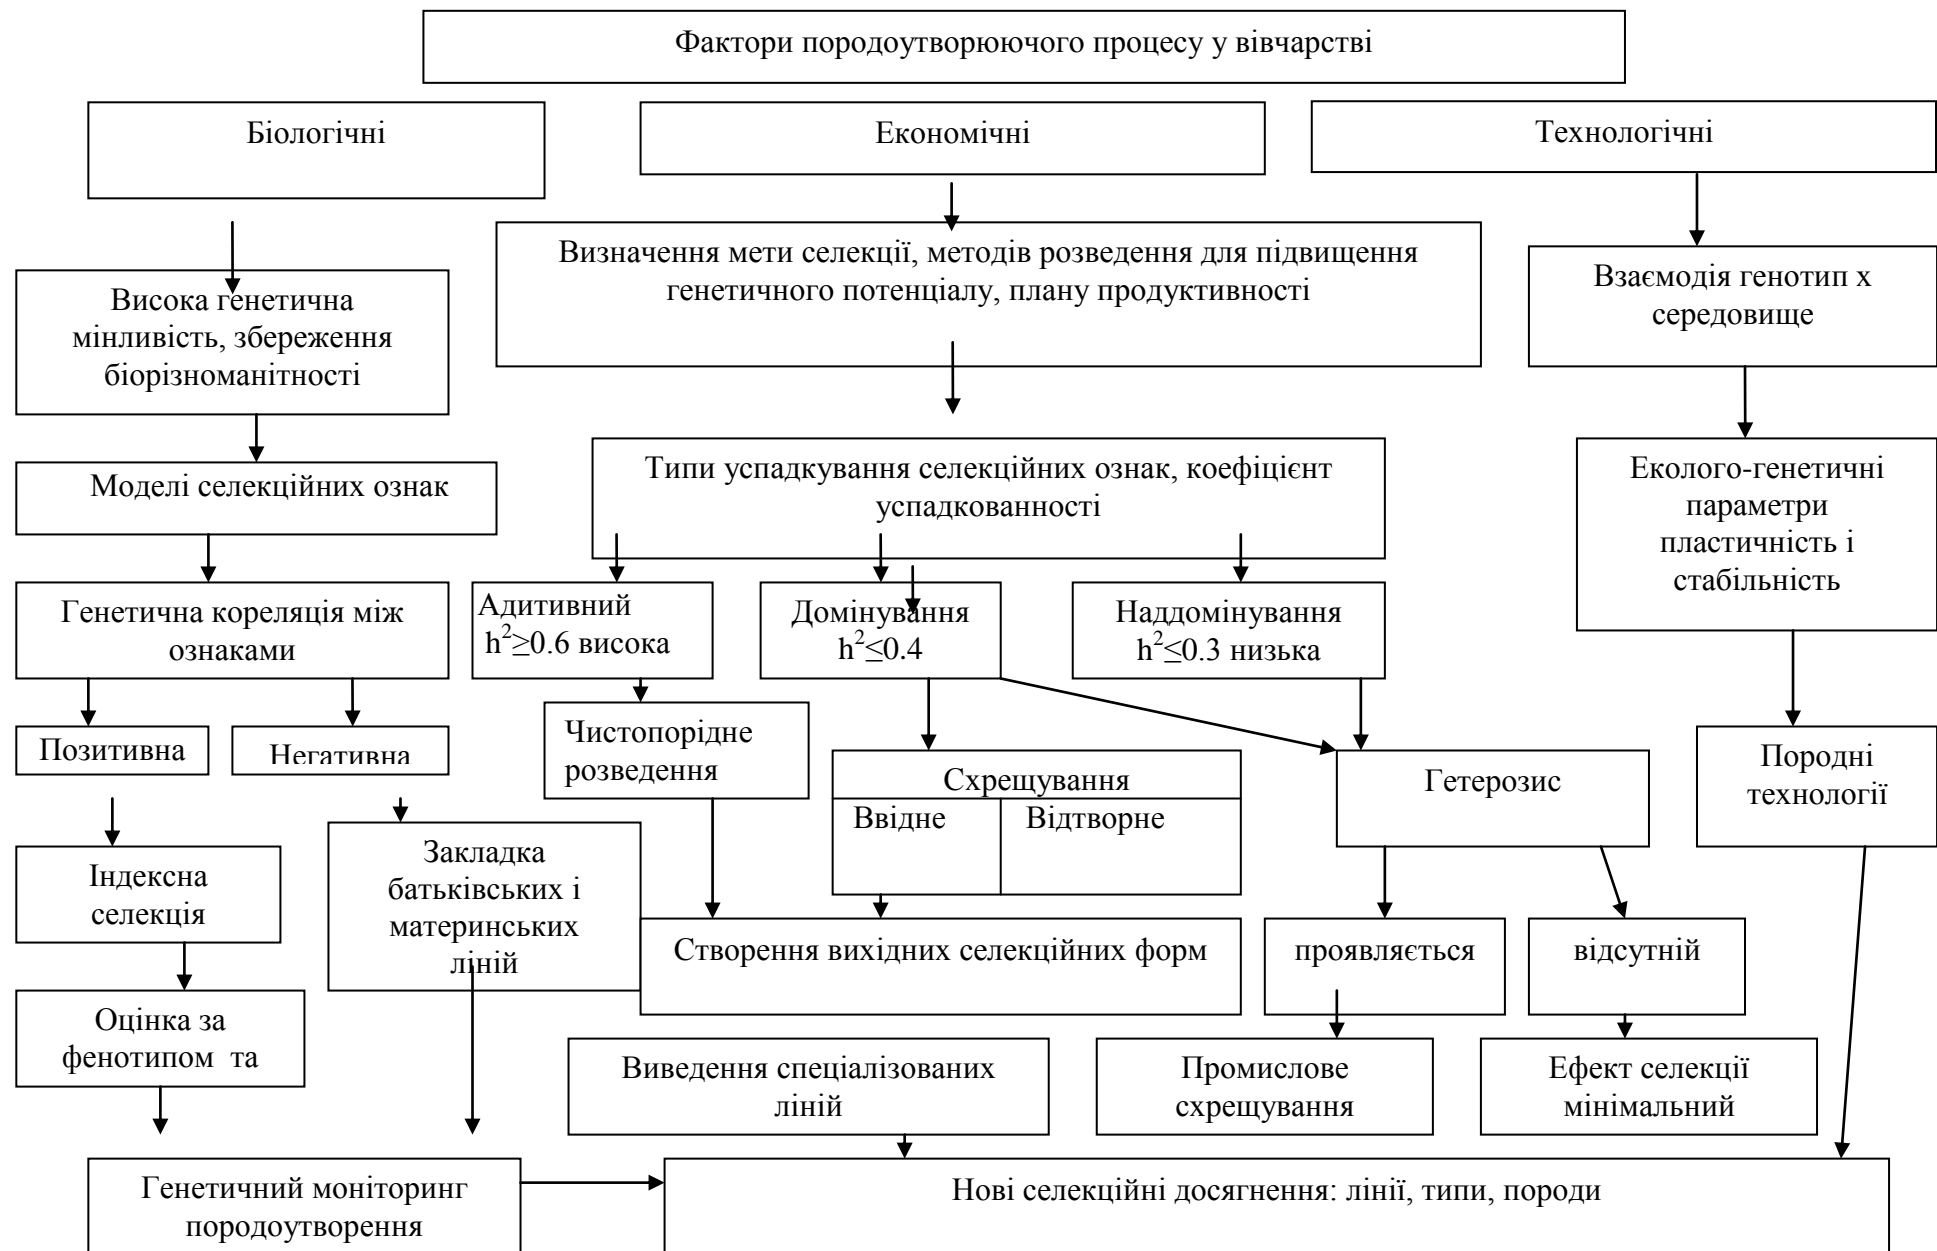 Фактори породоутворюючого процесу у вівчарстві
Біологічні
Економічні
Технологічні
Визначення мети селекції, методів розведення для підвищення
генетичного потенціалу, плану продуктивності
Взаємодія генотип х
середовище
Висока генетична
мінливість, збереження
біорізноманітності
Моделі селекційних ознак
Типи успадкування селекційних ознак, коефіцієнт
успадкованності
Еколого-генетичні
параметри
пластичність і
стабільність
Генетична кореляція між
ознаками
Адитивний
h²≥0.6 висока
Домінування
h²≤0.4
Наддомінування
h²≤0.3 низька
Позитивна
Негативна
Чистопорідне
розведення
Схрещування
Ввідне
Відтворне
Гетерозис
Породні
технології
Індексна
селекція
Закладка
батьківських і
материнських
ліній
Створення вихідних селекційних форм
проявляється
відсутній
Оцінка за
фенотипом та
Виведення спеціалізованих
ліній
Промислове
схрещування
Ефект селекції
мінімальний
Генетичний моніторинг
породоутворення
Нові селекційні досягнення: лінії, типи, породи